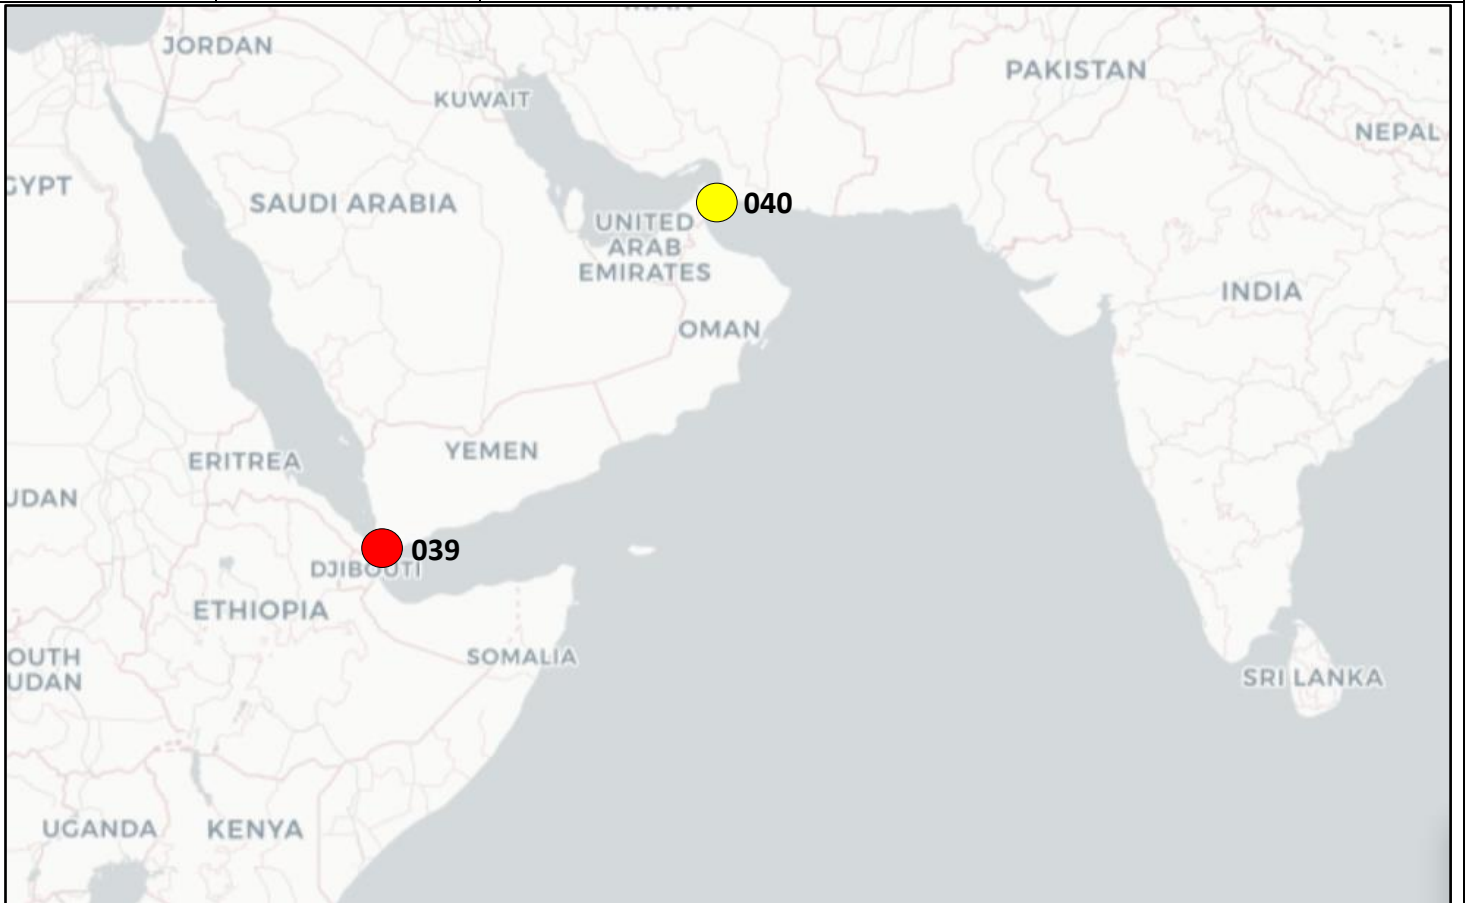 IRAN
JORDAN
PAKISTAN
KUWAIT
NEPAL
GYPT
SAUDI ARABIA
040
UNITED
ARAB
EMIRATES
INDIA
OMAN
YEMEN
ERITREA
UDAN
039
DJIBOUTI
ETHIOPIA
SOMALIA
OUTH
UDAN
SRI LANKA
UGANDA
KENYA